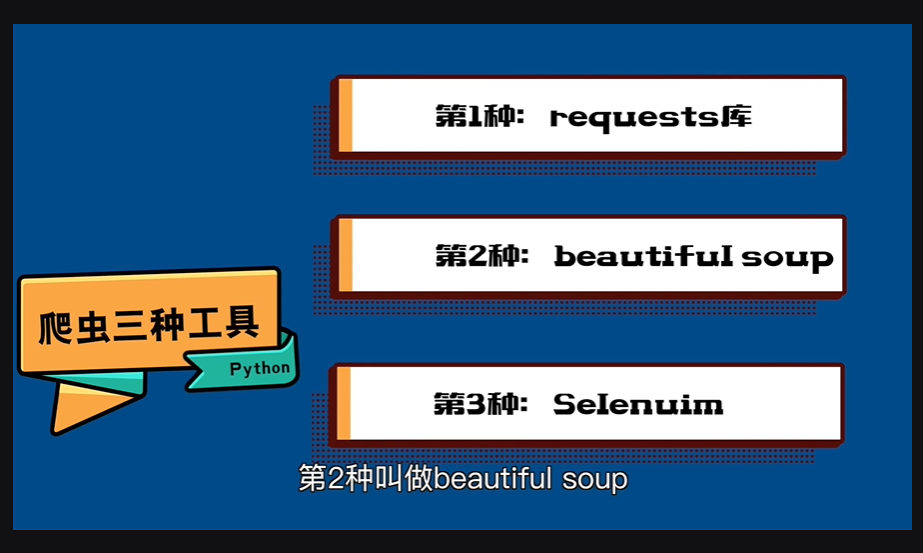 第1种: requests库
第2种: beautiful soup
爬虫三种工具
Python
第3种: Selenuim
第2种叫做beautiful soup